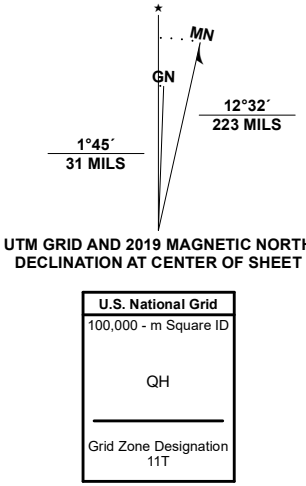 ★
MN
GN
12°32´
223 MILS
1°45´
31 MILS
UTM GRID AND 2019 MAGNETIC NORTH
DECLINATION AT CENTER OF SHEET
U.S. National Grid
100,000 - m Square ID
QH
Grid Zone Designation
11T